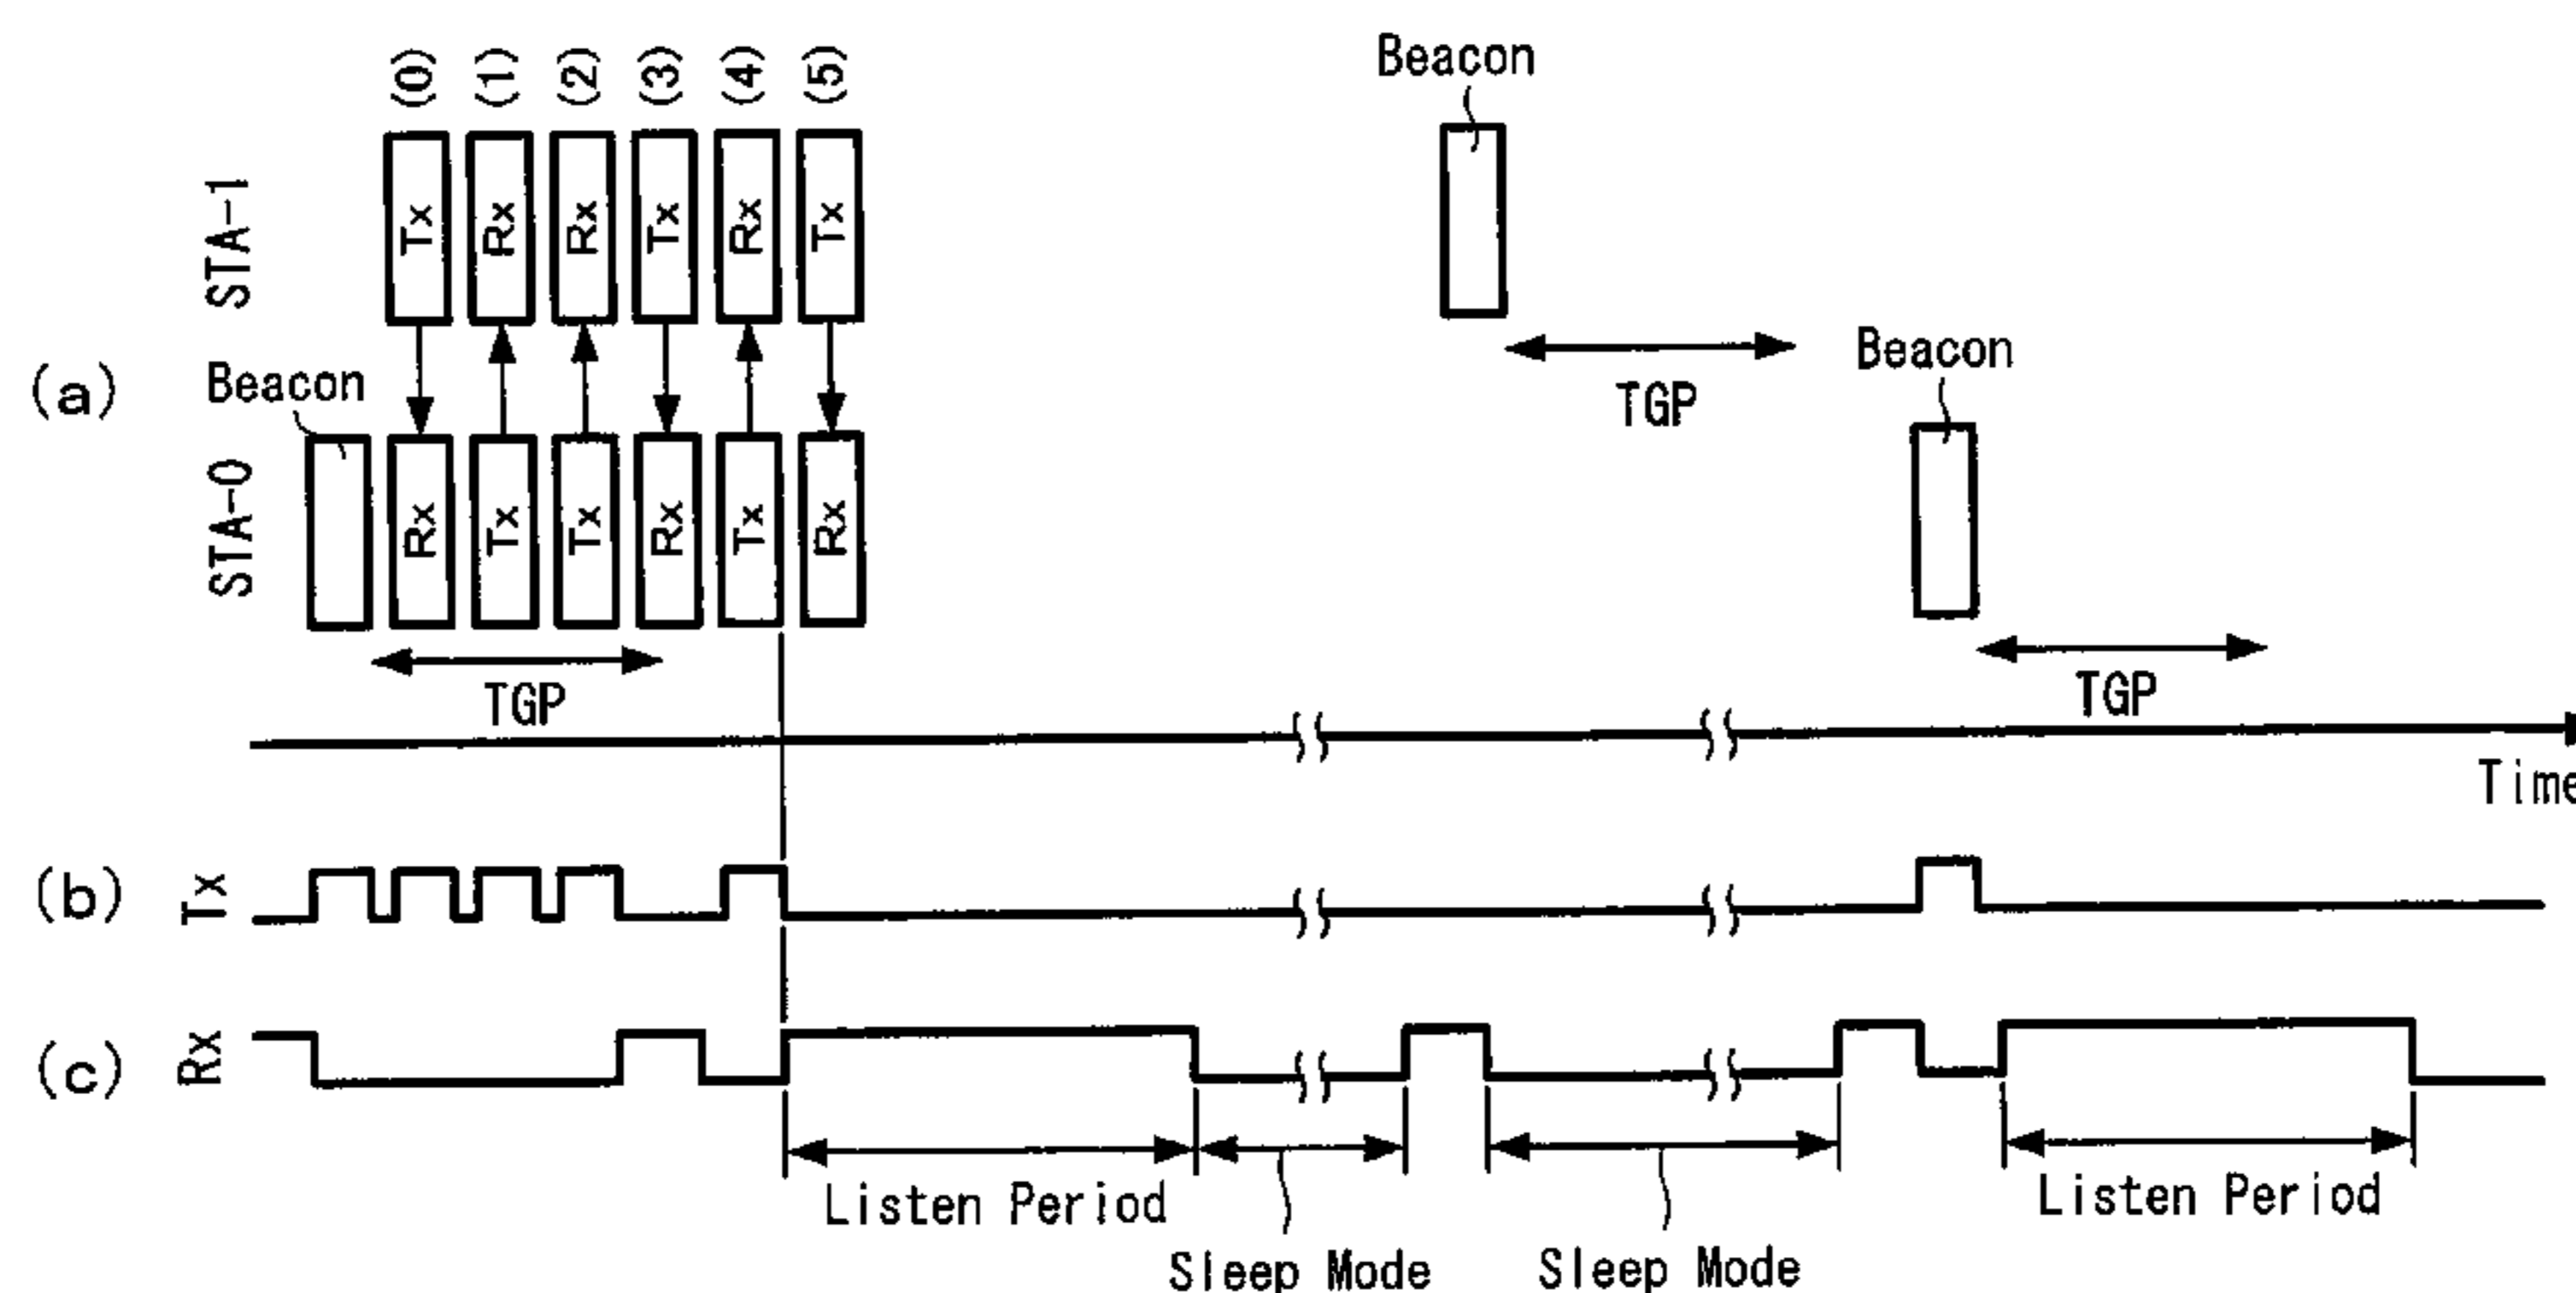 (0) (1) (2) (3) (4) (5)
Beacon
STA-1
Tx Rx Rx Tx Rx Tx
TGP
Beacon
(a)
Beacon
STA-0
Rx Tx Tx Rx Tx Rx
TGP
TGP
Time
(b) Tx
(c) Rx
Listen Period
Listen Period
Sleep Mode
Sleep Mode